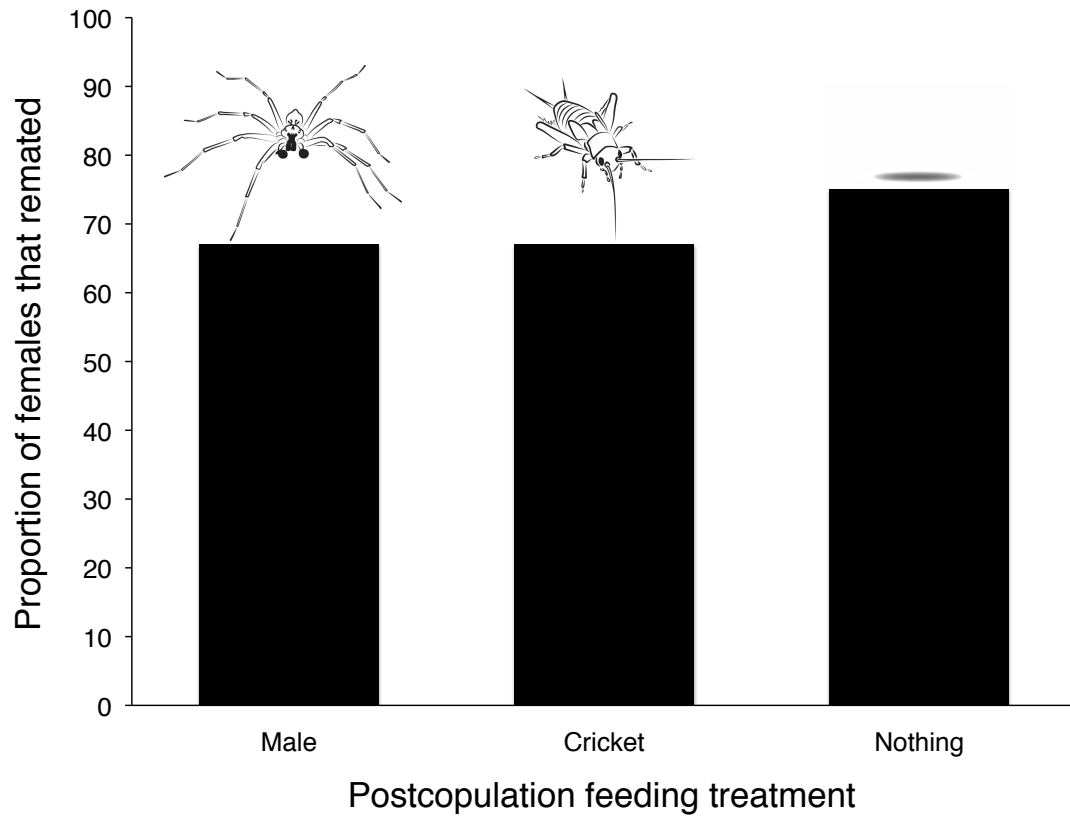 Proportion of females that remated
100
90
80
70
60
50
40
30
20
10
0
Male
Cricket
Nothing
Postcopulation feeding treatment